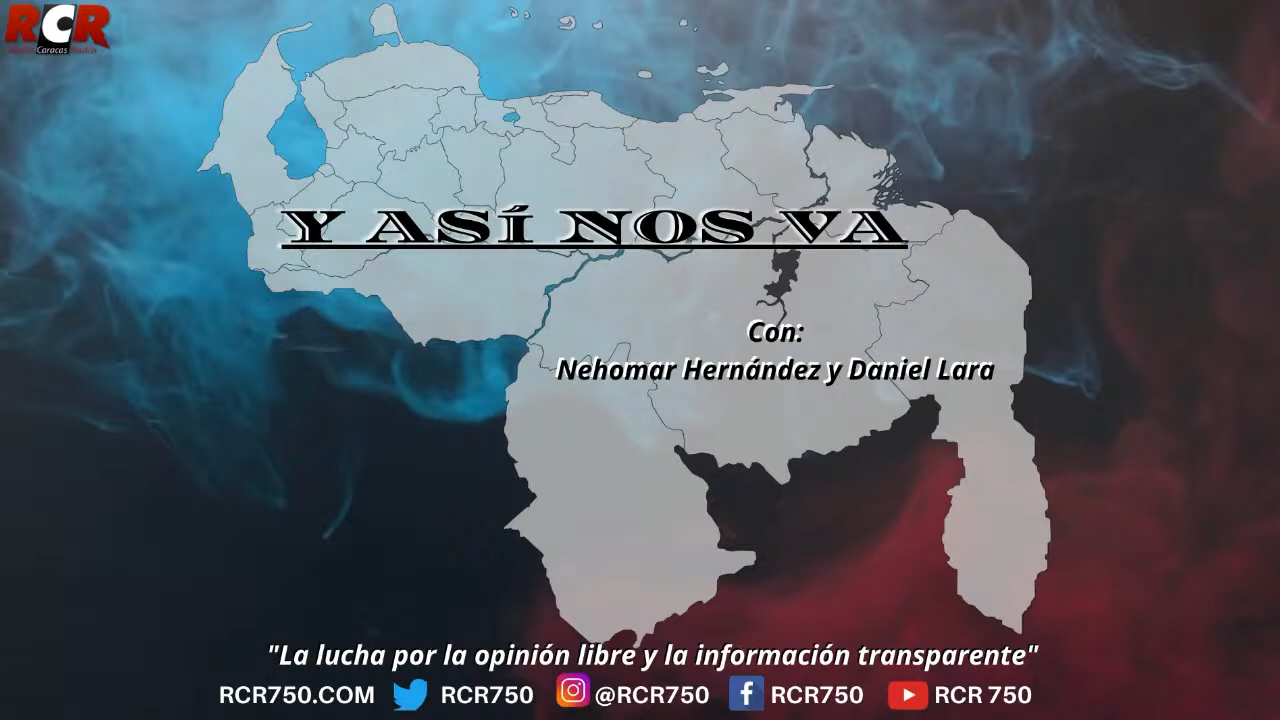 RCR
Caracas
Y ASÍ NOS VA
Con:
Nehomar Hernández y Daniel Lara
"La lucha por la opinión libre y la información transparente"
RCR750.COM RCR750 @RCR750 RCR750 RCR 750